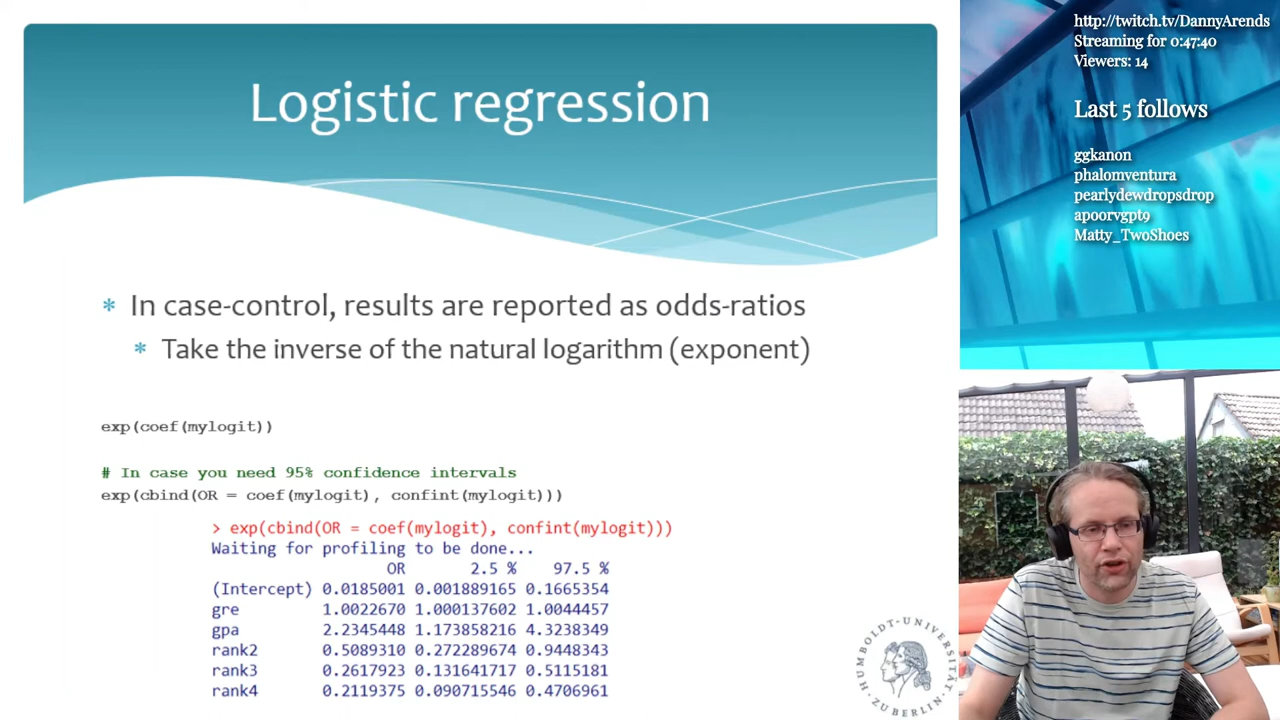 Logistic regression
* In case-control, results are reported as odds-ratios
* Take the inverse of the natural logarithm (exponent)
exp(coef(mylogit))
# In case you need 95% confidence intervals
exp(cbind(OR = coef(mylogit), confint(mylogit)))
> exp(cbind(OR = coef(mylogit), confint(mylogit)))
Waiting for profiling to be done...
OR 2.5 % 97.5 %
(Intercept) 0.0185001 0.001889165 0.1665354
gre 1.0022670 1.000137602 1.0044457
gpa 2.2345448 1.173858216 4.3238349
rank2 0.5089310 0.272289674 0.9448343
rank3 0.2617923 0.131641717 0.5115181
rank4 0.2119375 0.090715546 0.4706961
HUMBOLDT-UNIVERSITÄT
ZU BERLIN
http://twitch.tv/DannyArends
Streaming for 0:47:40
Viewers: 14
Last 5 follows
ggkanon
phalomventura
pearlydewdropsdrop
apoorvgpt9
Matty_TwoShoes